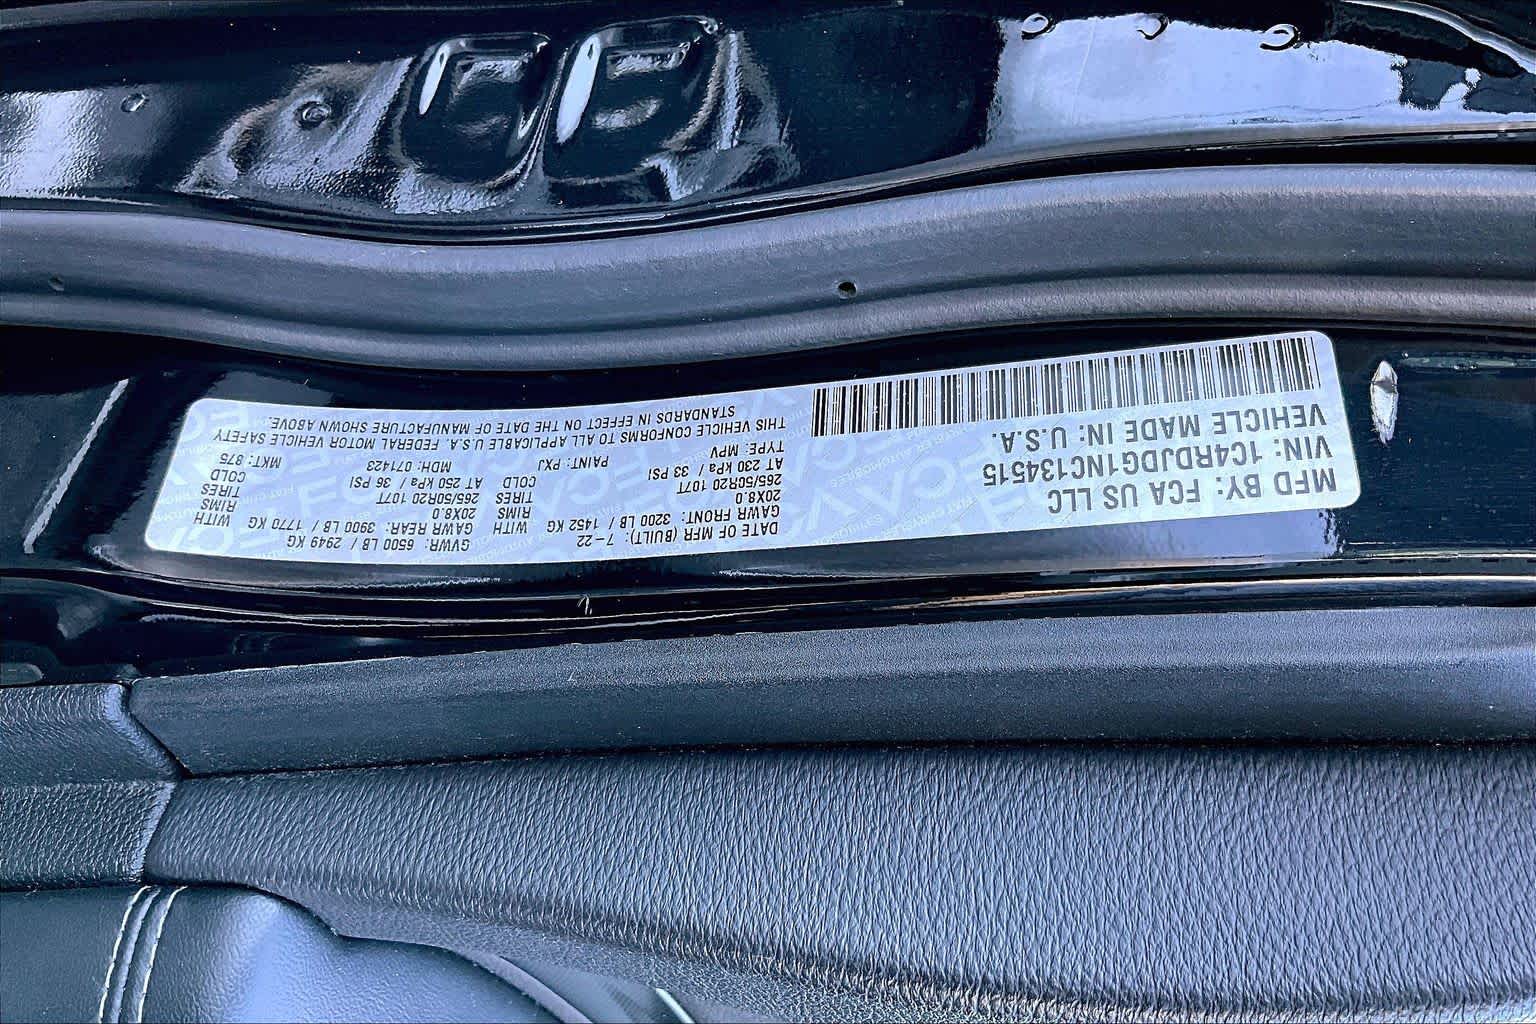 MFD BY: FCA US LLC
VIN: 1C4RDJDG1NC134515
VEHICLE MADE IN: U.S.A.
DATE OF MFR (BUILT): 7-22
GVWR: 6500 LB / 2949 KG
GAWR FRONT: 3200 LB / 1452 KG WITH
20X8.0 RIMS
265/50R20 107T TIRES
AT 230 kPa / 33 PSI COLD
GAWR REAR: 3900 LB / 1770 KG WITH
20X8.0 RIMS
265/50R20 107T TIRES
AT 250 kPa / 36 PSI COLD
TYPE: MPV PAINT: PXJ MDH: 071423 MKT: 875
THIS VEHICLE CONFORMS TO ALL APPLICABLE U.S.A. FEDERAL MOTOR VEHICLE SAFETY
STANDARDS IN EFFECT ON THE DATE OF MANUFACTURE SHOWN ABOVE.